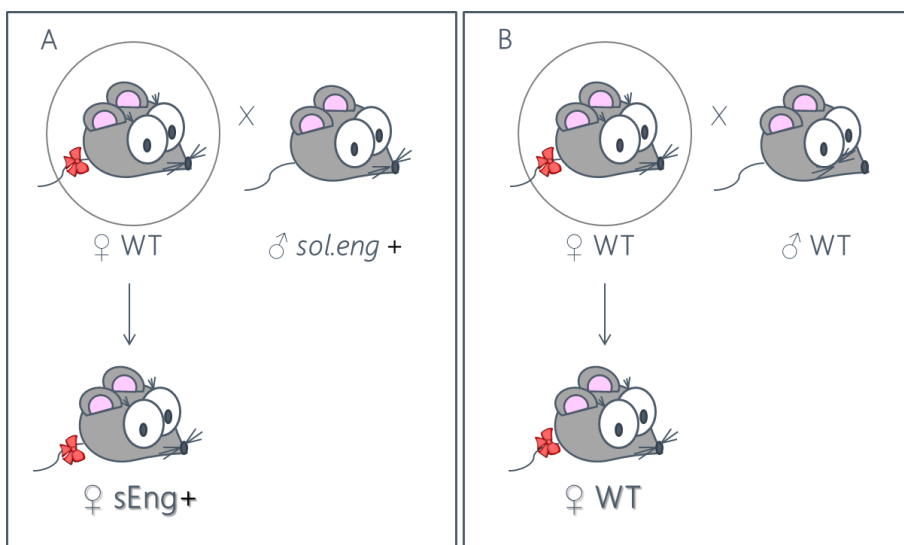 A
X
♀ WT
♂ sol.eng +
♀ sEng+
B
X
♀ WT
♂ WT
♀ WT